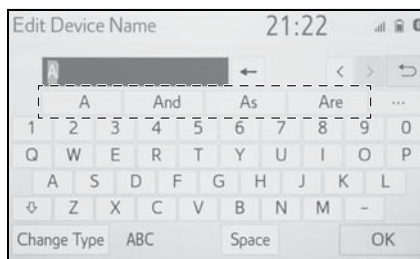 Edit Device Name 21:22
A ←  < > ⮌
A And As Are ...
1 2 3 4 5 6 7 8 9 0
Q W E R T Y U I O P
A S D F G H J K L
⇩ Z X C V B N M -
Change Type ABC Space OK